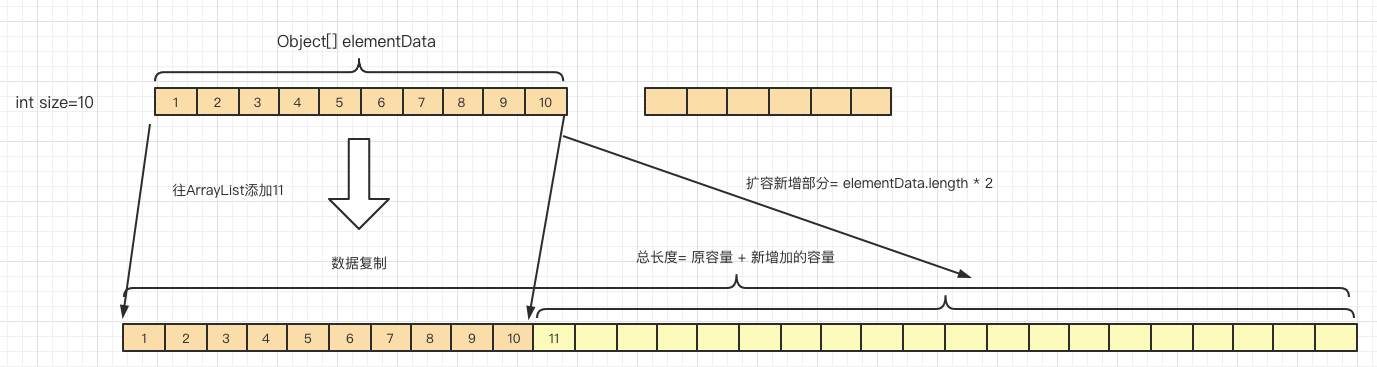 Object[] elementData
int size=10
1 2 3 4 5 6 7 8 9 10
往ArrayList添加11
扩容新增部分= elementData.length * 2
数据复制
总长度= 原容量 + 新增加的容量
1 2 3 4 5 6 7 8 9 10 11